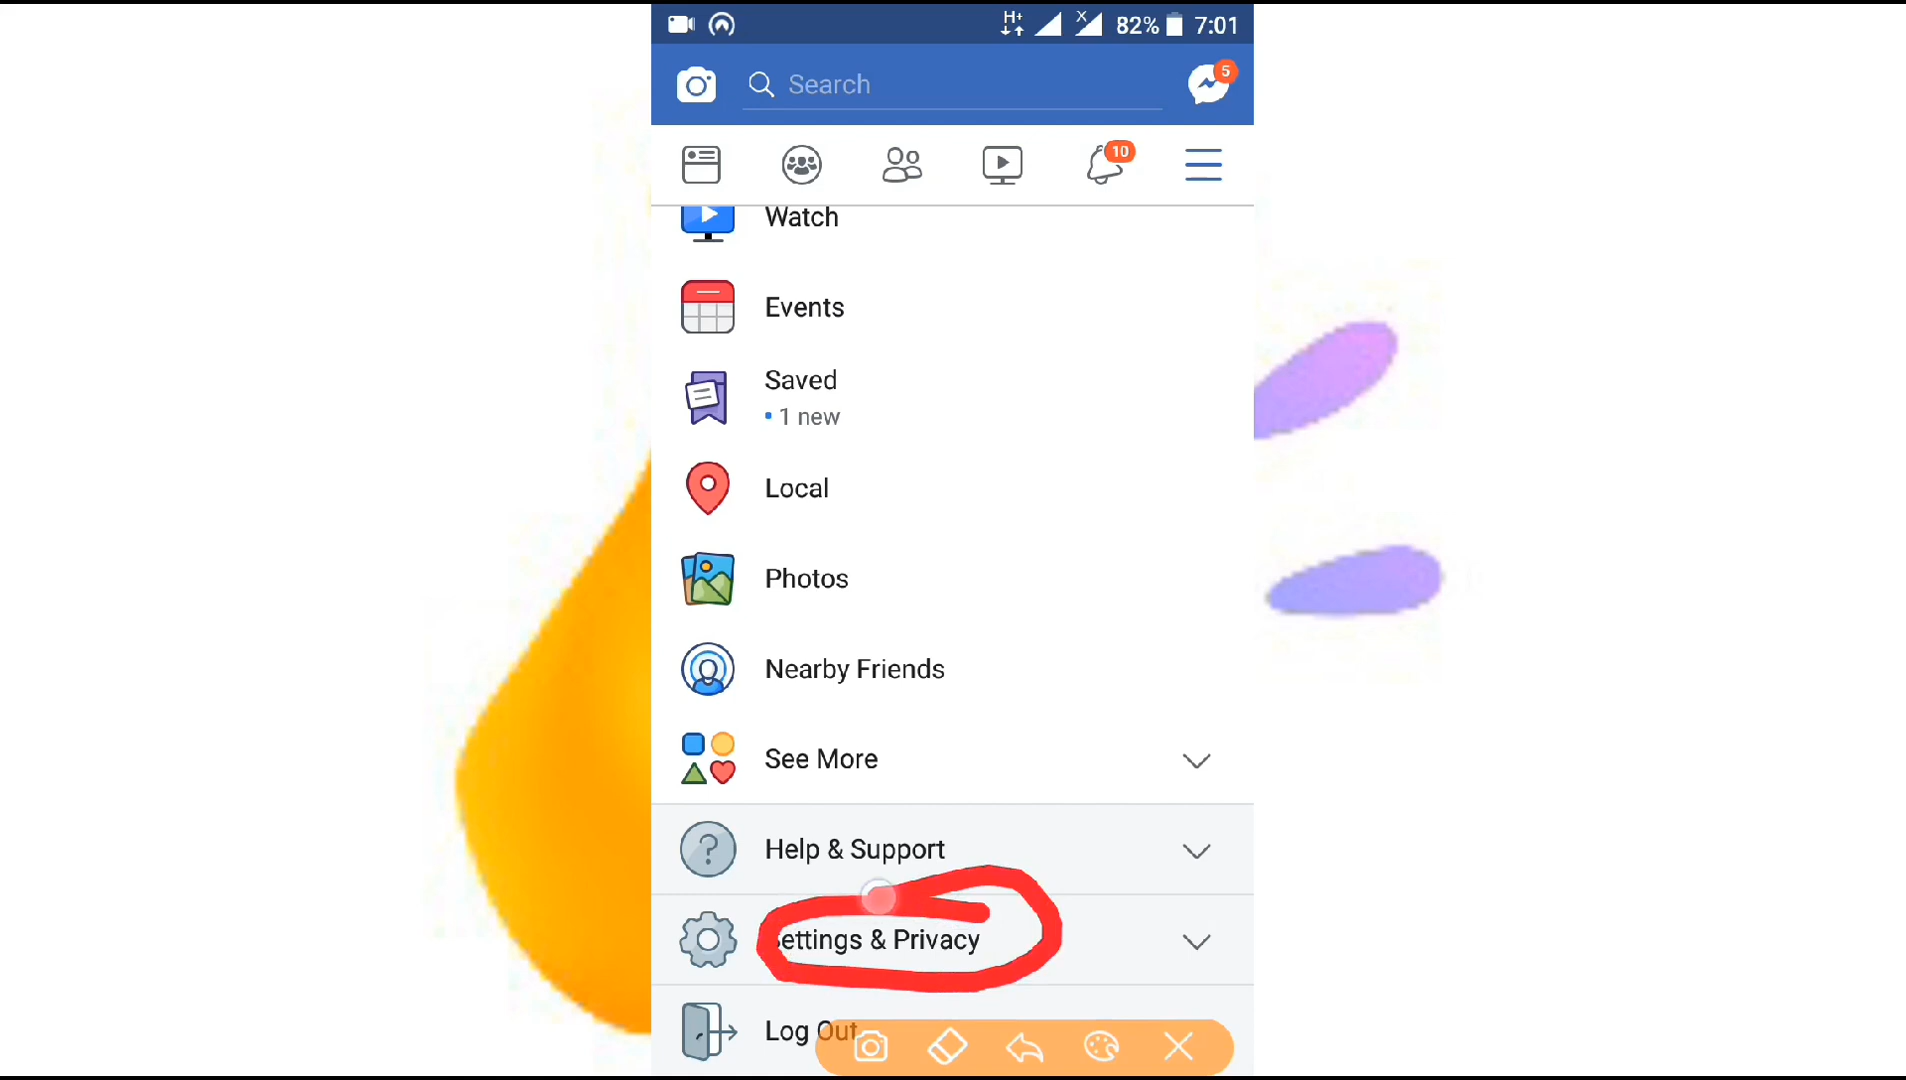 H+ X 82% 7:01
Search 5
10
Watch
Events
Saved
• 1 new
Local
Photos
Nearby Friends
See More
Help & Support
ettings & Privacy
Log Out